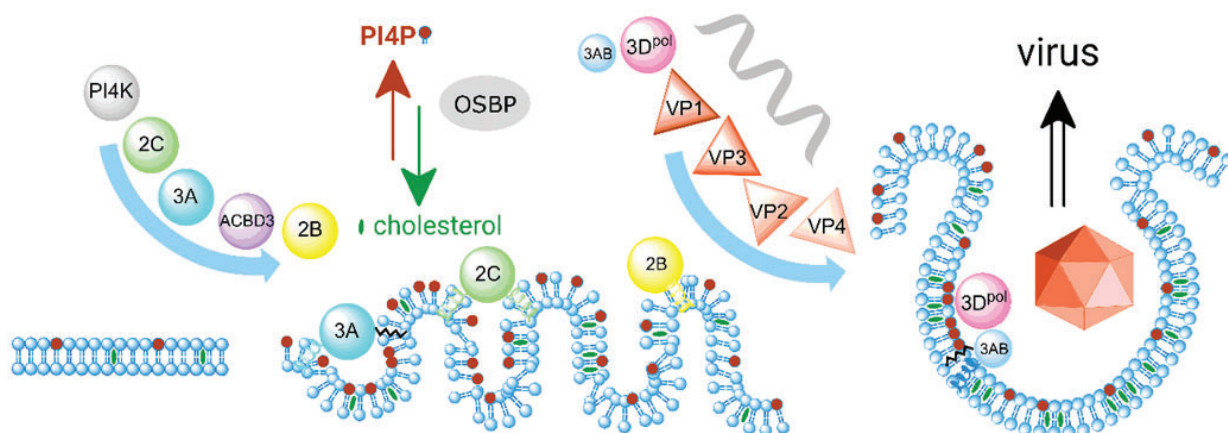 PI4K
2C
3A
ACBD3
2B
PI4P
OSBP
cholesterol
3A
2C
2B
3AB
3Dpol
VP1
VP3
VP2
VP4
virus
3Dpol
3AB